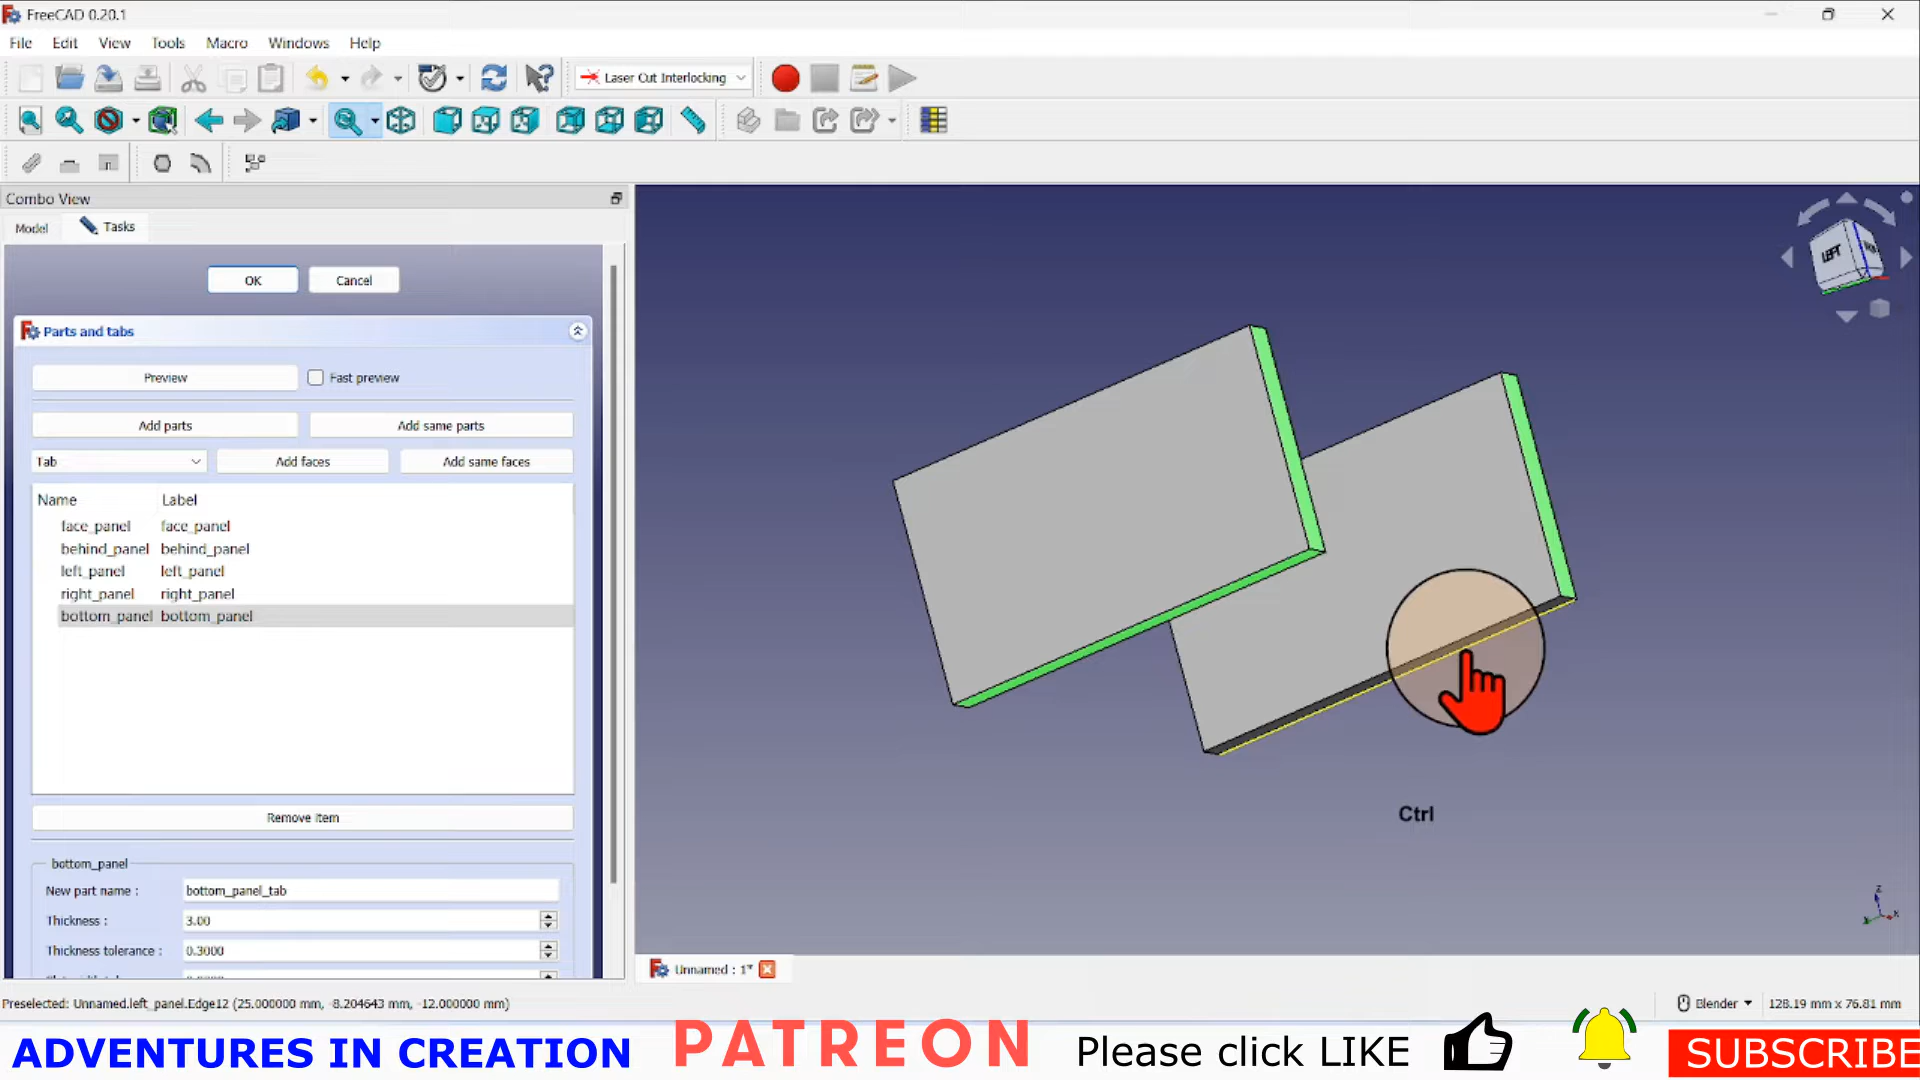 FreeCAD 0.20.1
File Edit View Tools Macro Windows Help
Laser Cut Interlocking
Combo View
Model Tasks
OK Cancel
Parts and tabs
Preview Fast preview
Add parts Add same parts
Tab Add faces Add same faces
Name Label
face_panel face_panel
behind_panel behind_panel
left_panel left_panel
right_panel right_panel
bottom_panel bottom_panel
Remove item
bottom_panel
New part name : bottom_panel_tab
Thickness : 3.00
Thickness tolerance : 0.3000
LEFT
Ctrl
Z
X
Unnamed : 1*
Preselected: Unnamed.left_panel.Edge12 (25.000000 mm, -8.204643 mm, -12.000000 mm)
Blender 128.19 mm x 76.81 mm
ADVENTURES IN CREATION PATREON Please click LIKE SUBSCRIBE